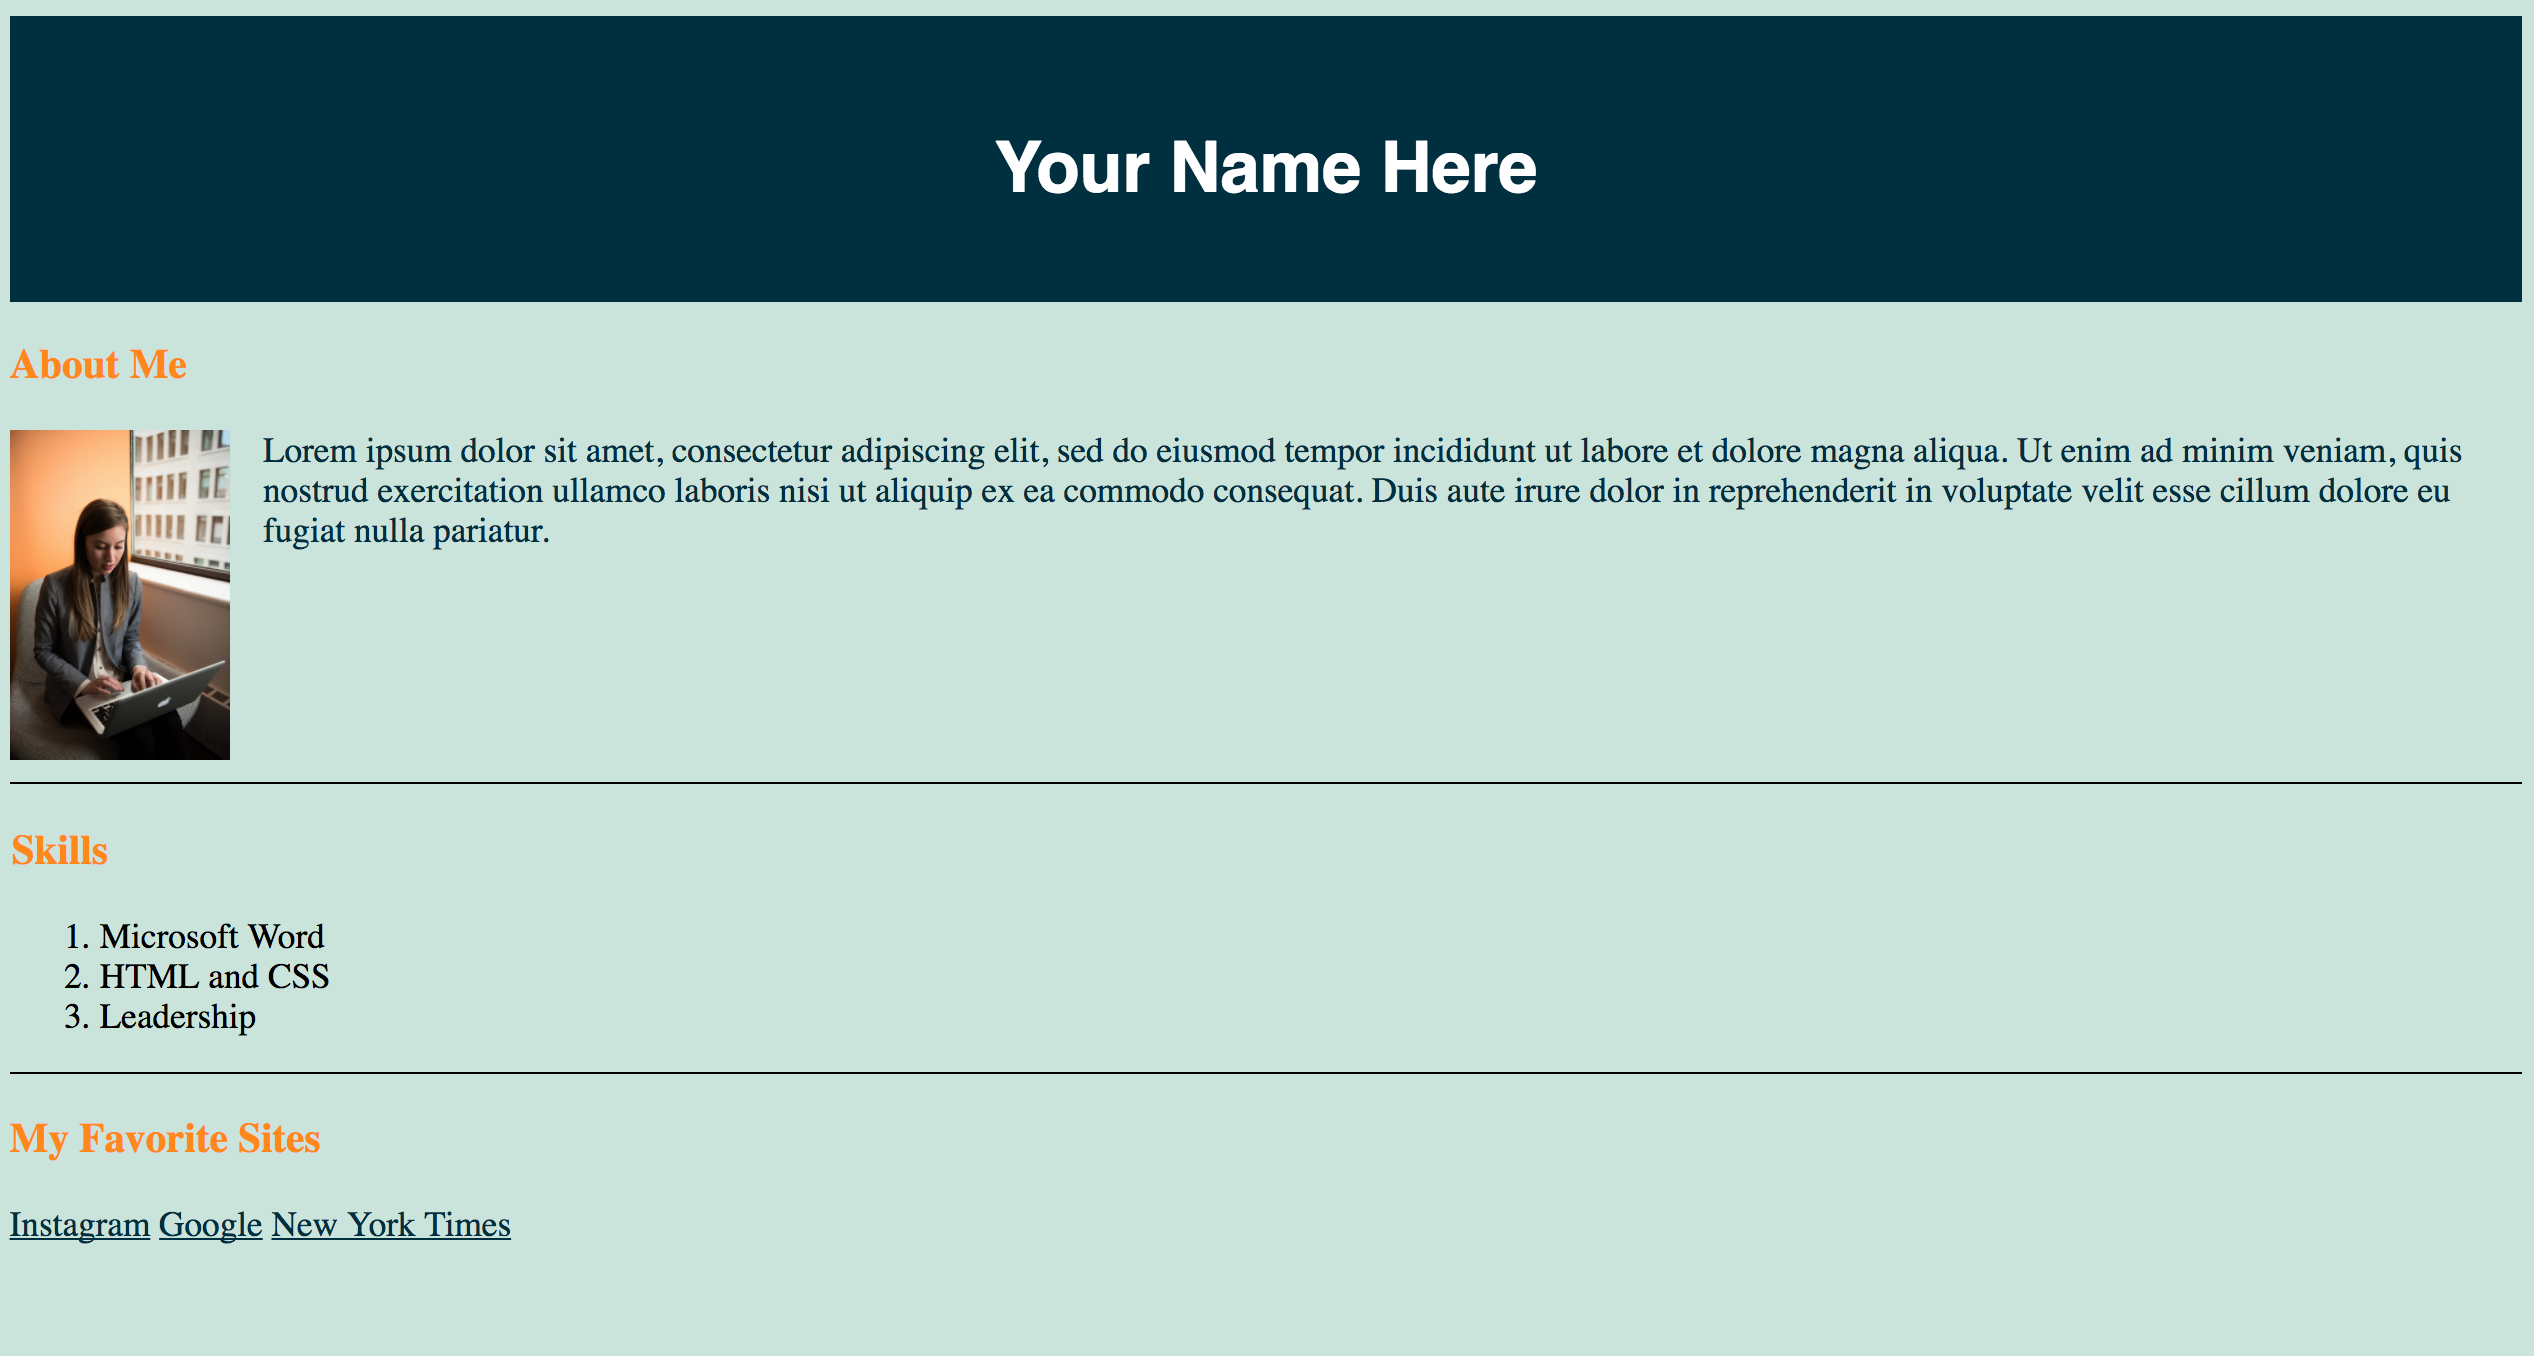 Your Name Here
About Me
Lorem ipsum dolor sit amet, consectetur adipiscing elit, sed do eiusmod tempor incididunt ut labore et dolore magna aliqua. Ut enim ad minim veniam, quis
nostrud exercitation ullamco laboris nisi ut aliquip ex ea commodo consequat. Duis aute irure dolor in reprehenderit in voluptate velit esse cillum dolore eu
fugiat nulla pariatur.
Skills
1. Microsoft Word
2. HTML and CSS
3. Leadership
My Favorite Sites
Instagram Google New York Times